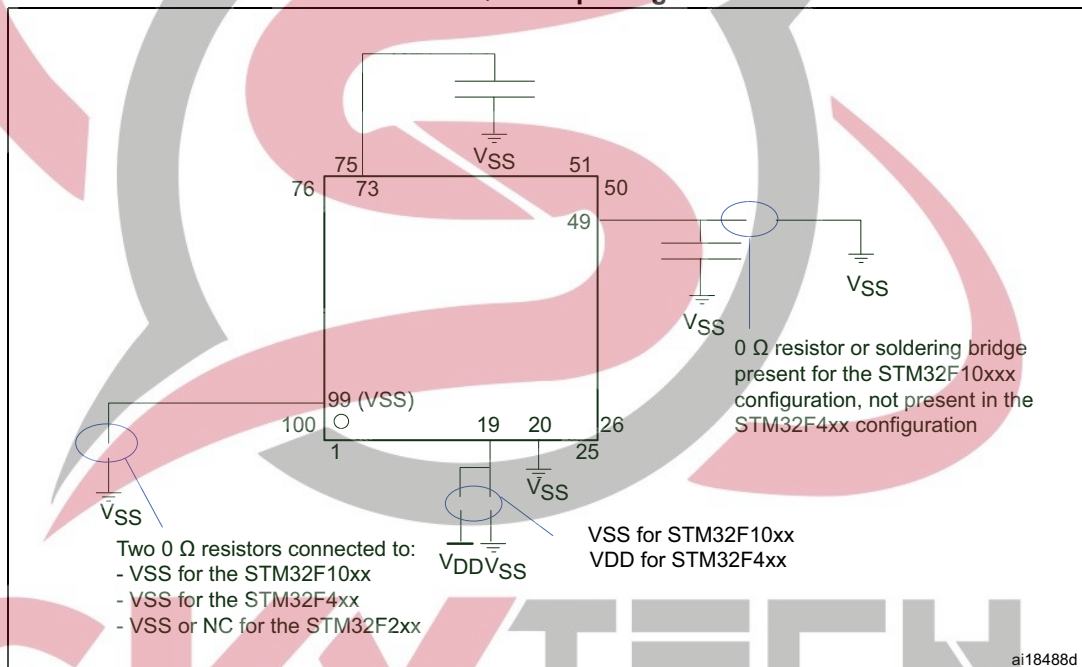 VSS
75
51
76
73
50
49
VSS
VSS
0 Ω resistor or soldering bridge
present for the STM32F10xxx
configuration, not present in the
STM32F4xx configuration
99 (VSS)
100
19
20
26
1
25
VSS
VSS
VDD
VSS
Two 0 Ω resistors connected to:
- VSS for the STM32F10xx
- VSS for the STM32F4xx
- VSS or NC for the STM32F2xx
VSS for STM32F10xx
VDD for STM32F4xx
ai18488d